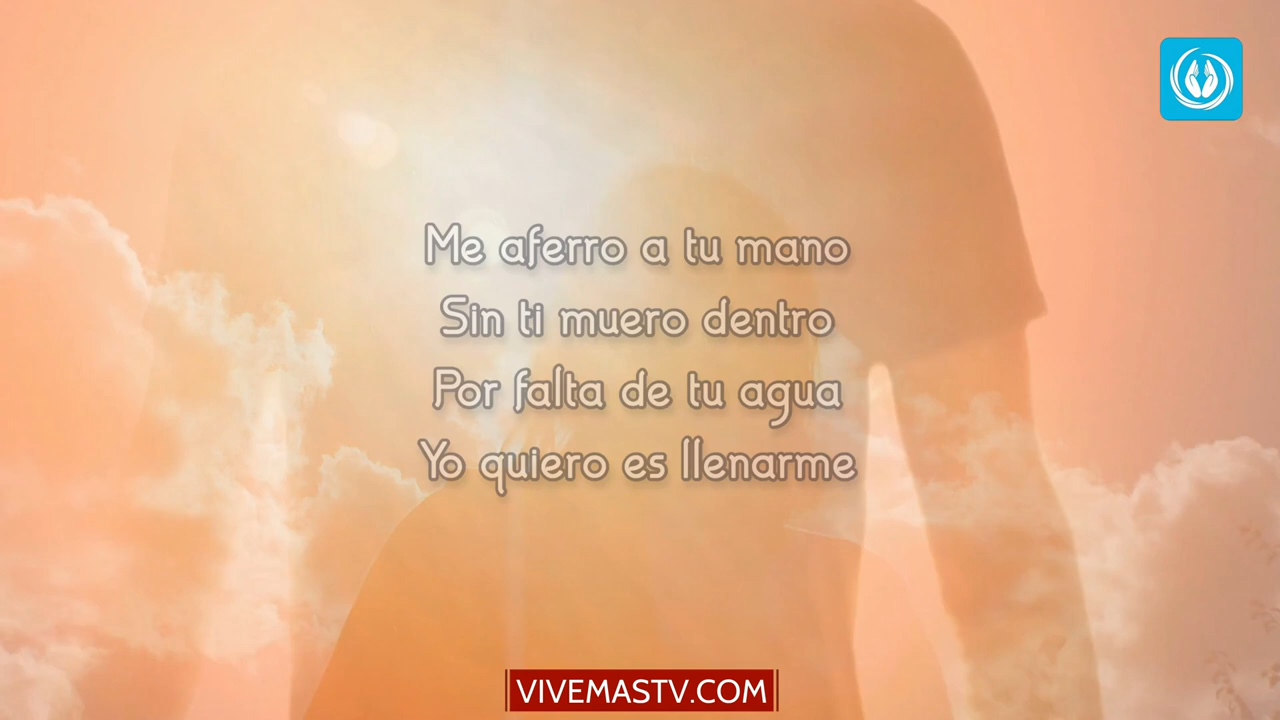 Me aferro a tu mano
Sin ti muero dentro
Por falta de tu agua
Yo quiero es llenarme
VIVEMASTV.COM